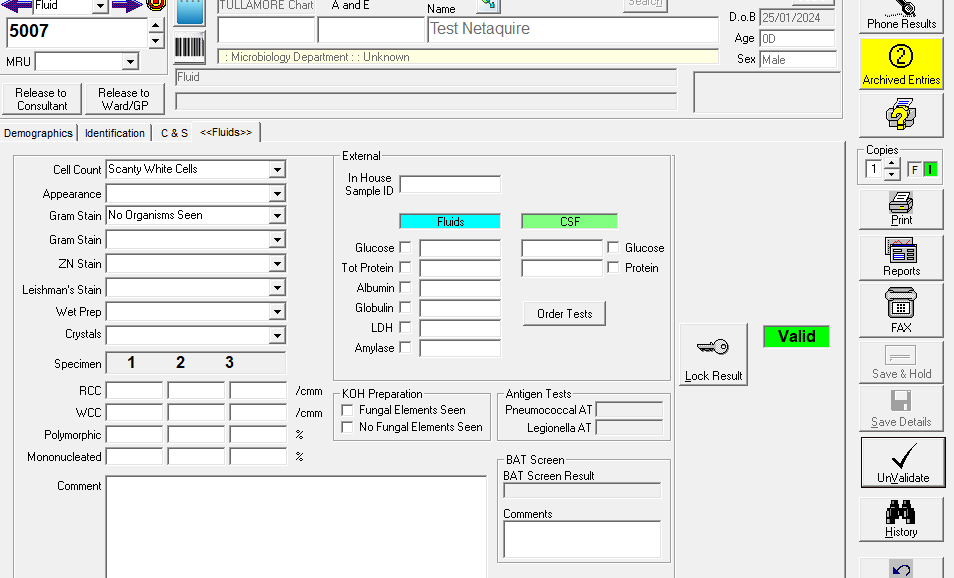 Fluid
TULLAMORE Chart
A and E
Name
Search
D.o.B 25/01/2024
Phone Results
5007
Test Netaquire
Age 0D
MRU
: Microbiology Department : : Unknown
Sex Male
2
Archived Entries
Fluid
Release to Consultant
Release to Ward/GP
Demographics
Identification
C & S
<<Fluids>>
Copies
1
F
I
Cell Count Scanty White Cells
Appearance
Gram Stain No Organisms Seen
Gram Stain
ZN Stain
Leishman's Stain
Wet Prep
Crystals
Specimen 1 2 3
RCC /cmm
WCC /cmm
Polymorphic %
Mononucleated %
Comment
External
In House
Sample ID
Fluids
CSF
Glucose
Glucose
Tot Protein
Protein
Albumin
Globulin
LDH
Amylase
Order Tests
KOH Preparation
Fungal Elements Seen
No Fungal Elements Seen
Antigen Tests
Pneumococcal AT
Legionella AT
BAT Screen
BAT Screen Result
Comments
Lock Result
Valid
Print
Reports
FAX
Save & Hold
Save Details
UnValidate
History